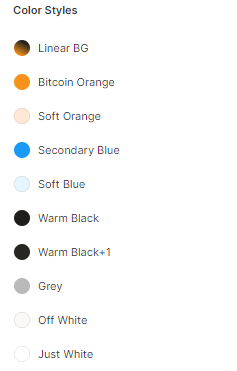 Color Styles
Linear BG
Bitcoin Orange
Soft Orange
Secondary Blue
Soft Blue
Warm Black
Warm Black+1
Grey
Off White
Just White